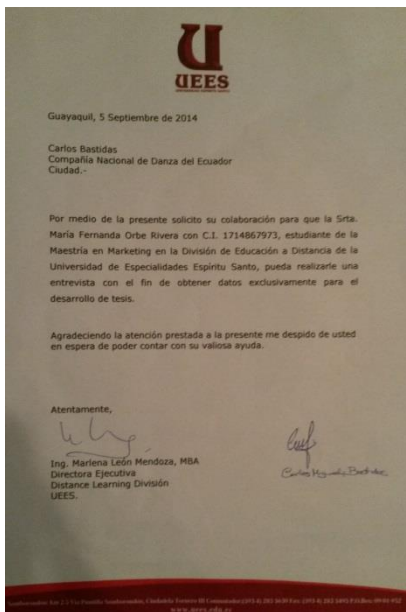 UEES
Guayaquil, 5 Septiembre de 2014
Carlos Bastidas
Compañía Nacional de Danza del Ecuador
Ciudad.-
Por medio de la presente solicito su colaboración para que la Srta.
María Fernanda Orbe Rivera con C.I. 1714867973, estudiante de la
Maestría en Marketing en la División de Educación a Distancia de la
Universidad de Especialidades Espíritu Santo, pueda realizarle una
entrevista con el fin de obtener datos exclusivamente para el
desarrollo de tesis.
Agradeciendo la atención prestada a la presente me despido de usted
en espera de poder contar con su valiosa ayuda.
Atentamente,
Ing. Marlena León Mendoza, MBA
Directora Ejecutiva
Distance Learning División
UEES.
Carlos Miguel Bastidas
www.uees.edu.ec